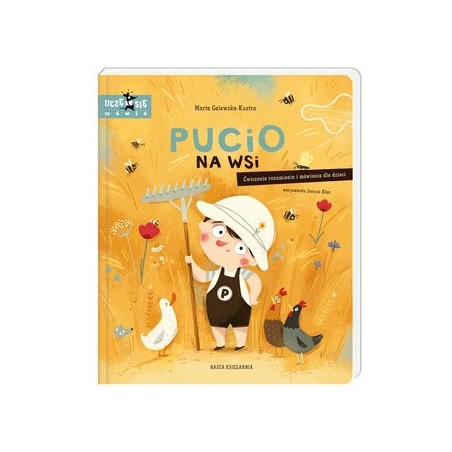 UCZĘ SIĘ
mówić
Marta Galewska-Kustra
PUCiO
NA WSi
Ćwiczenia rozumienia i mówienia dla dzieci
narysowała Joanna Kłos
P
NASZA KSIĘGARNIA